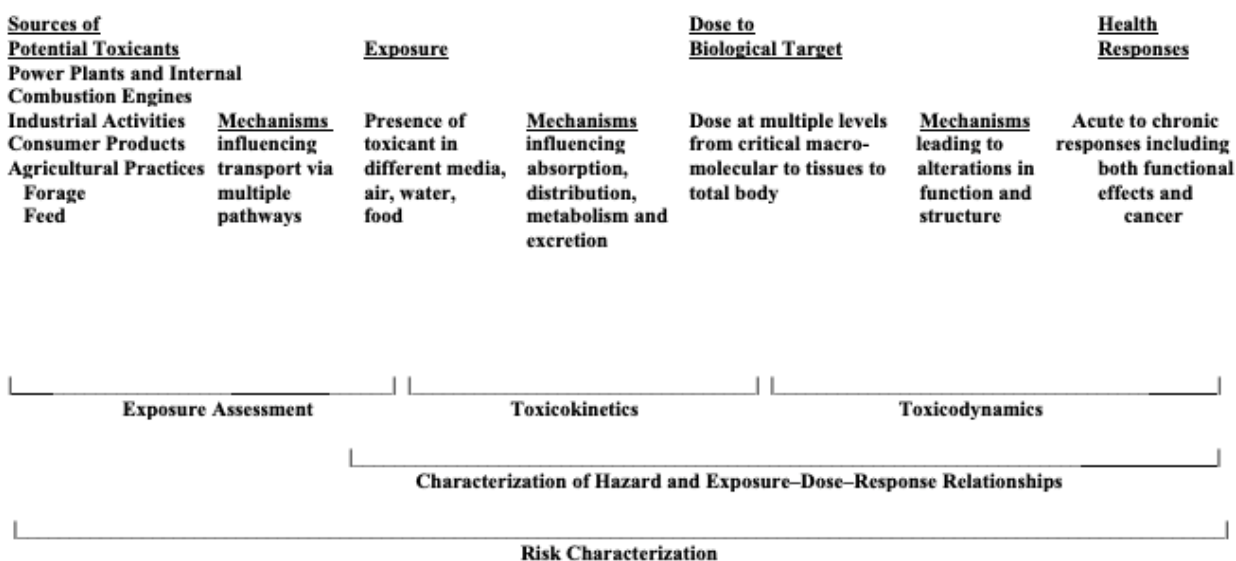 Sources of
Potential Toxicants
Power Plants and Internal
Combustion Engines
Industrial Activities
Consumer Products
Agricultural Practices
Forage
Feed
Mechanisms
influencing
transport via
multiple
pathways
Exposure
Presence of
toxicant in
different media,
air, water,
food
Mechanisms
influencing
absorption,
distribution,
metabolism and
excretion
Dose to
Biological Target
Dose at multiple levels
from critical macro-
molecular to tissues to
total body
Mechanisms
leading to
alterations in
function and
structure
Health
Responses
Acute to chronic
responses including
both functional
effects and
cancer
Exposure Assessment
Toxicokinetics
Toxicodynamics
Characterization of Hazard and Exposure–Dose–Response Relationships
Risk Characterization